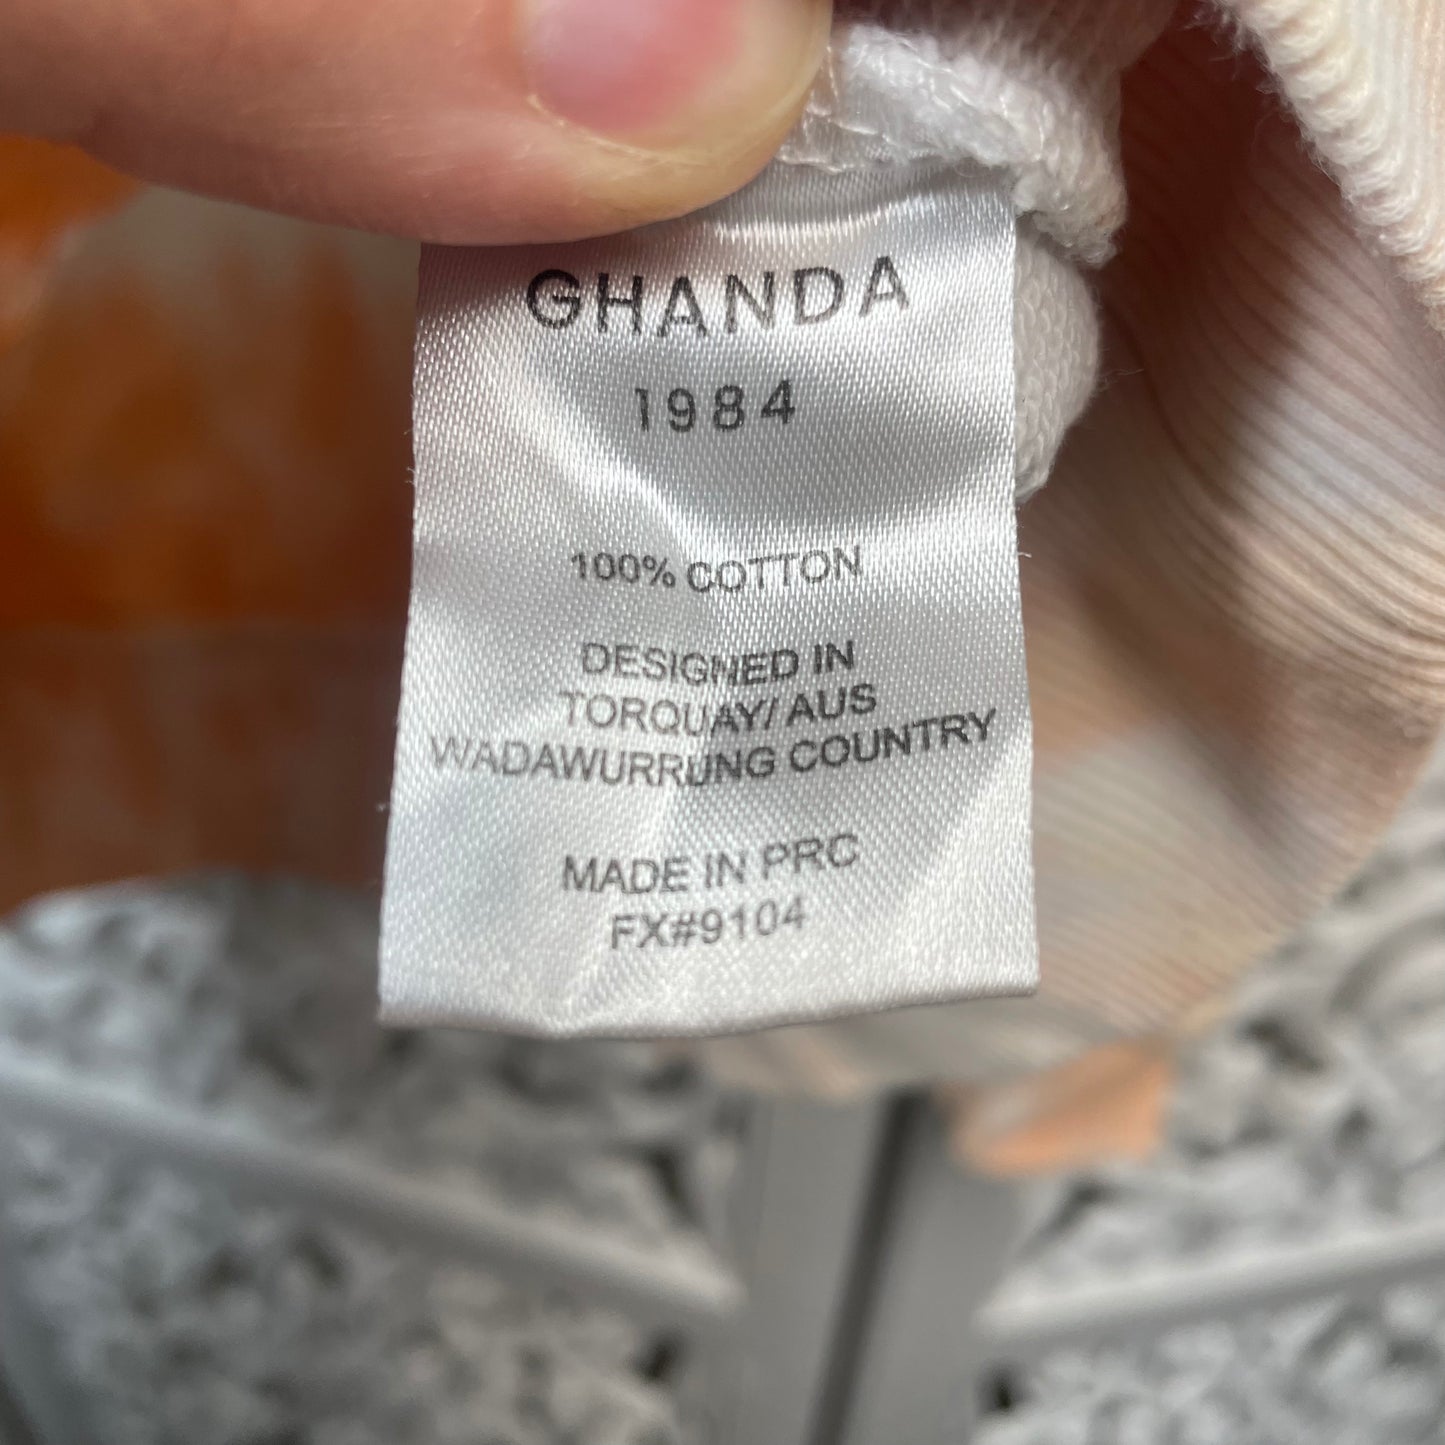 GHANDA
1984
100% COTTON
DESIGNED IN
TORQUAY/ AUS
WADAWURRUNG COUNTRY
MADE IN PRC
FX#9104